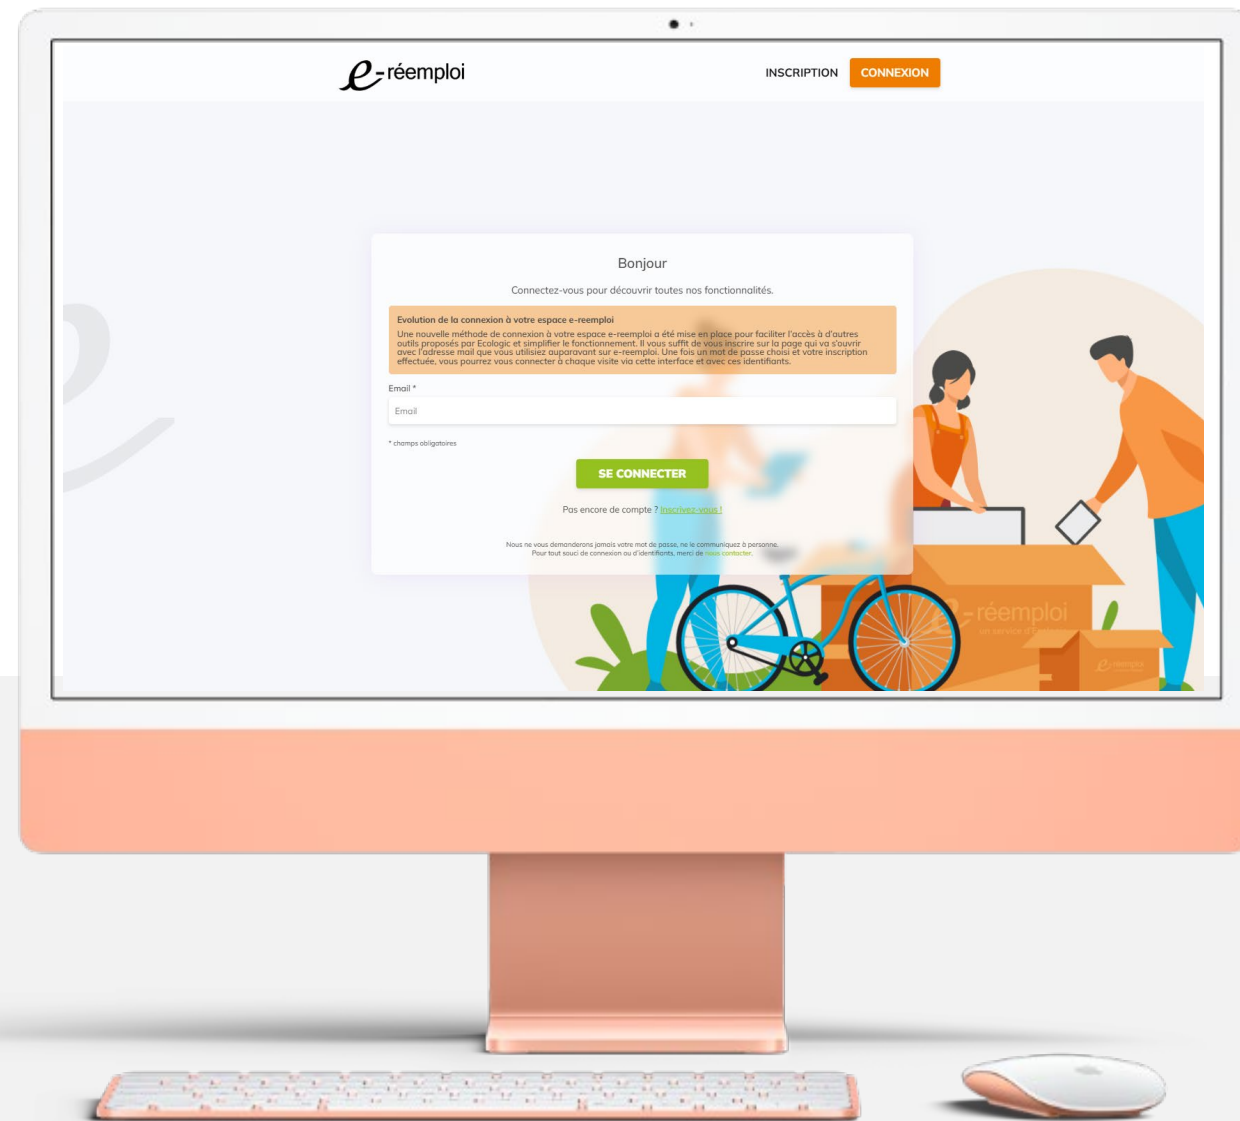 e-réemploi
INSCRIPTION CONNEXION
Bonjour
Connectez-vous pour découvrir toutes nos fonctionnalités.
Evolution de la connexion à votre espace e-reemploi
Une nouvelle méthode de connexion à votre espace e-reemploi a été mise en place pour faciliter l'accès à d'autres
outils proposés par Ecologic et simplifier le fonctionnement. Il vous suffit de vous inscrire sur la page qui va s'ouvrir
avec l'adresse mail que vous utilisiez auparavant sur e-reemploi. Une fois un mot de passe choisi et votre inscription
effectuée, vous pourrez vous connecter à chaque visite via cette interface et avec ces identifiants.
Email *
Email
* champs obligatoires
SE CONNECTER
Pas encore de compte ? Inscrivez-vous !
Nous ne vous demanderons jamais votre mot de passe, ne le communiquez à personne.
Pour tout souci de connexion ou d'identifiants, merci de nous contacter.
e
e-réemploi
un service d'
e-réemploi